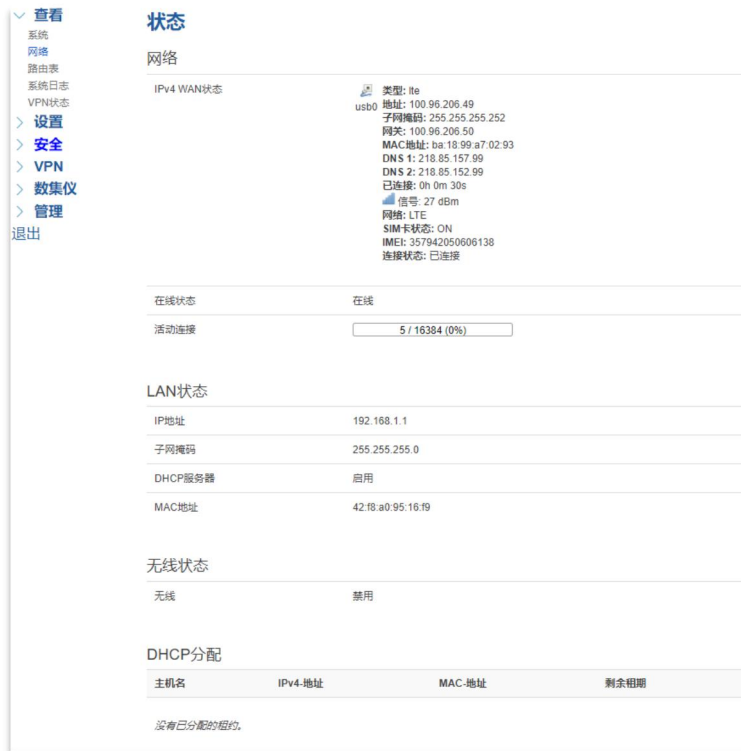 查看
系统
网络
路由表
系统日志
VPN状态
设置
安全
VPN
数集仪
管理
退出
状态
网络
IPv4 WAN状态
usb0
类型: lte
地址: 100.96.206.49
子网掩码: 255.255.255.252
网关: 100.96.206.50
MAC地址: ba:18:99:a7:02:93
DNS 1: 218.85.157.99
DNS 2: 218.85.152.99
已连接: 0h 0m 30s
信号: 27 dBm
网络: LTE
SIM卡状态: ON
IMEI: 357942050606138
连接状态: 已连接
在线状态 在线
活动连接 5 / 16384 (0%)
LAN状态
IP地址 192.168.1.1
子网掩码 255.255.255.0
DHCP服务器 启用
MAC地址 42:f8:a0:95:16:f9
无线状态
无线 禁用
DHCP分配
主机名 IPv4-地址 MAC-地址 剩余租期
没有已分配的租约。